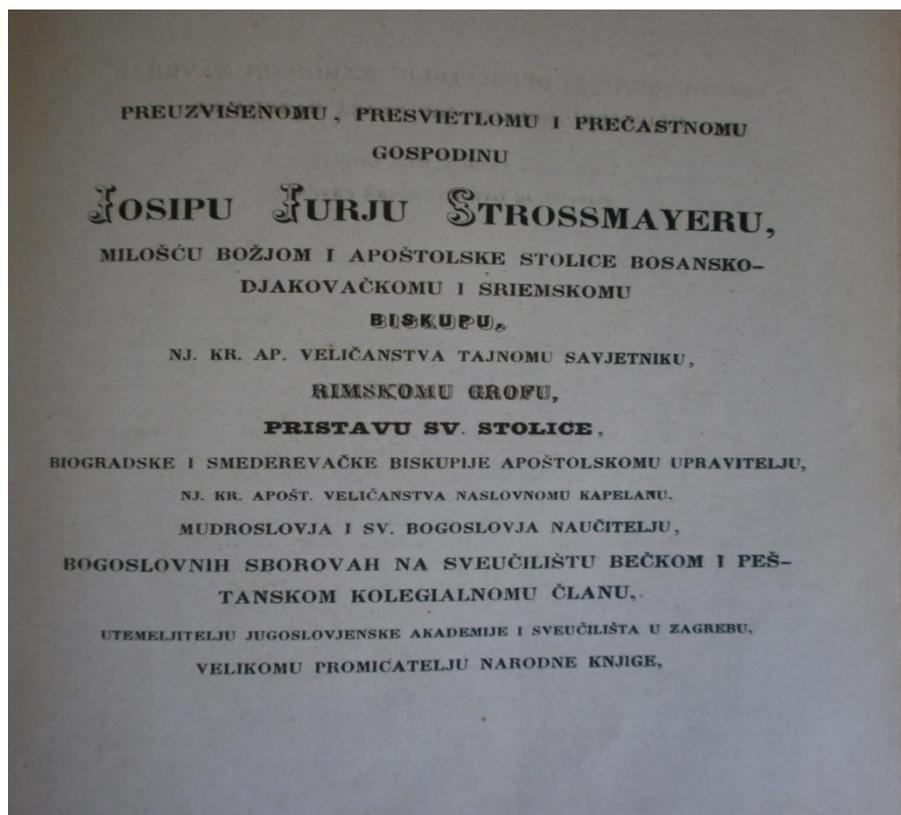 PREUZVIŠENOMU, PRESVIETLOMU I PREČASTNOMU
GOSPODINU
JOSIPU JURJU STROSSMAYERU,
MILOŠĆU BOŽJOM I APOŠTOLSKE STOLICE BOSANSKO-
DJAKOVAČKOMU I SRIEMSKOMU
BISKUPU,
NJ. KR. AP. VELIČANSTVA TAJNOMU SAVJETNIKU,
RIMSKOMU GROFU,
PRISTAVU SV. STOLICE,
BIOGRADSKE I SMEDEREVAČKE BISKUPIJE APOŠTOLSKOMU UPRAVITELJU,
NJ. KR. APOŠT. VELIČANSTVA NASLOVNOMU KAPELANU,
MUDROSLOVJA I SV. BOGOSLOVJA NAUČITELJU,
BOGOSLOVNIH SBOROVAH NA SVEUČILIŠTU BEČKOM I PEŠ-
TANSKOM KOLEGIALNOMU ČLANU,
UTEMELJITELJU JUGOSLOVJENSKE AKADEMIJE I SVEUČILIŠTA U ZAGREBU,
VELIKOMU PROMICATELJU NARODNE KNJIGE,